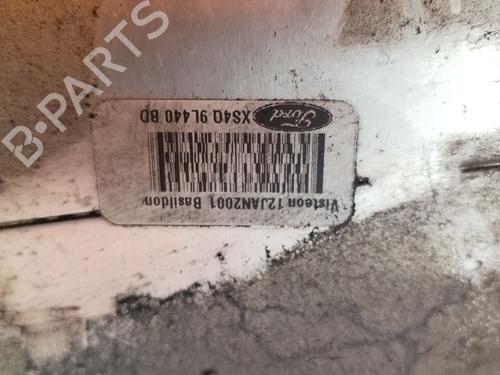 B-PARTS
Ford
XS4Q 9L440 BD
Visteon 12JAN2001 Basildon